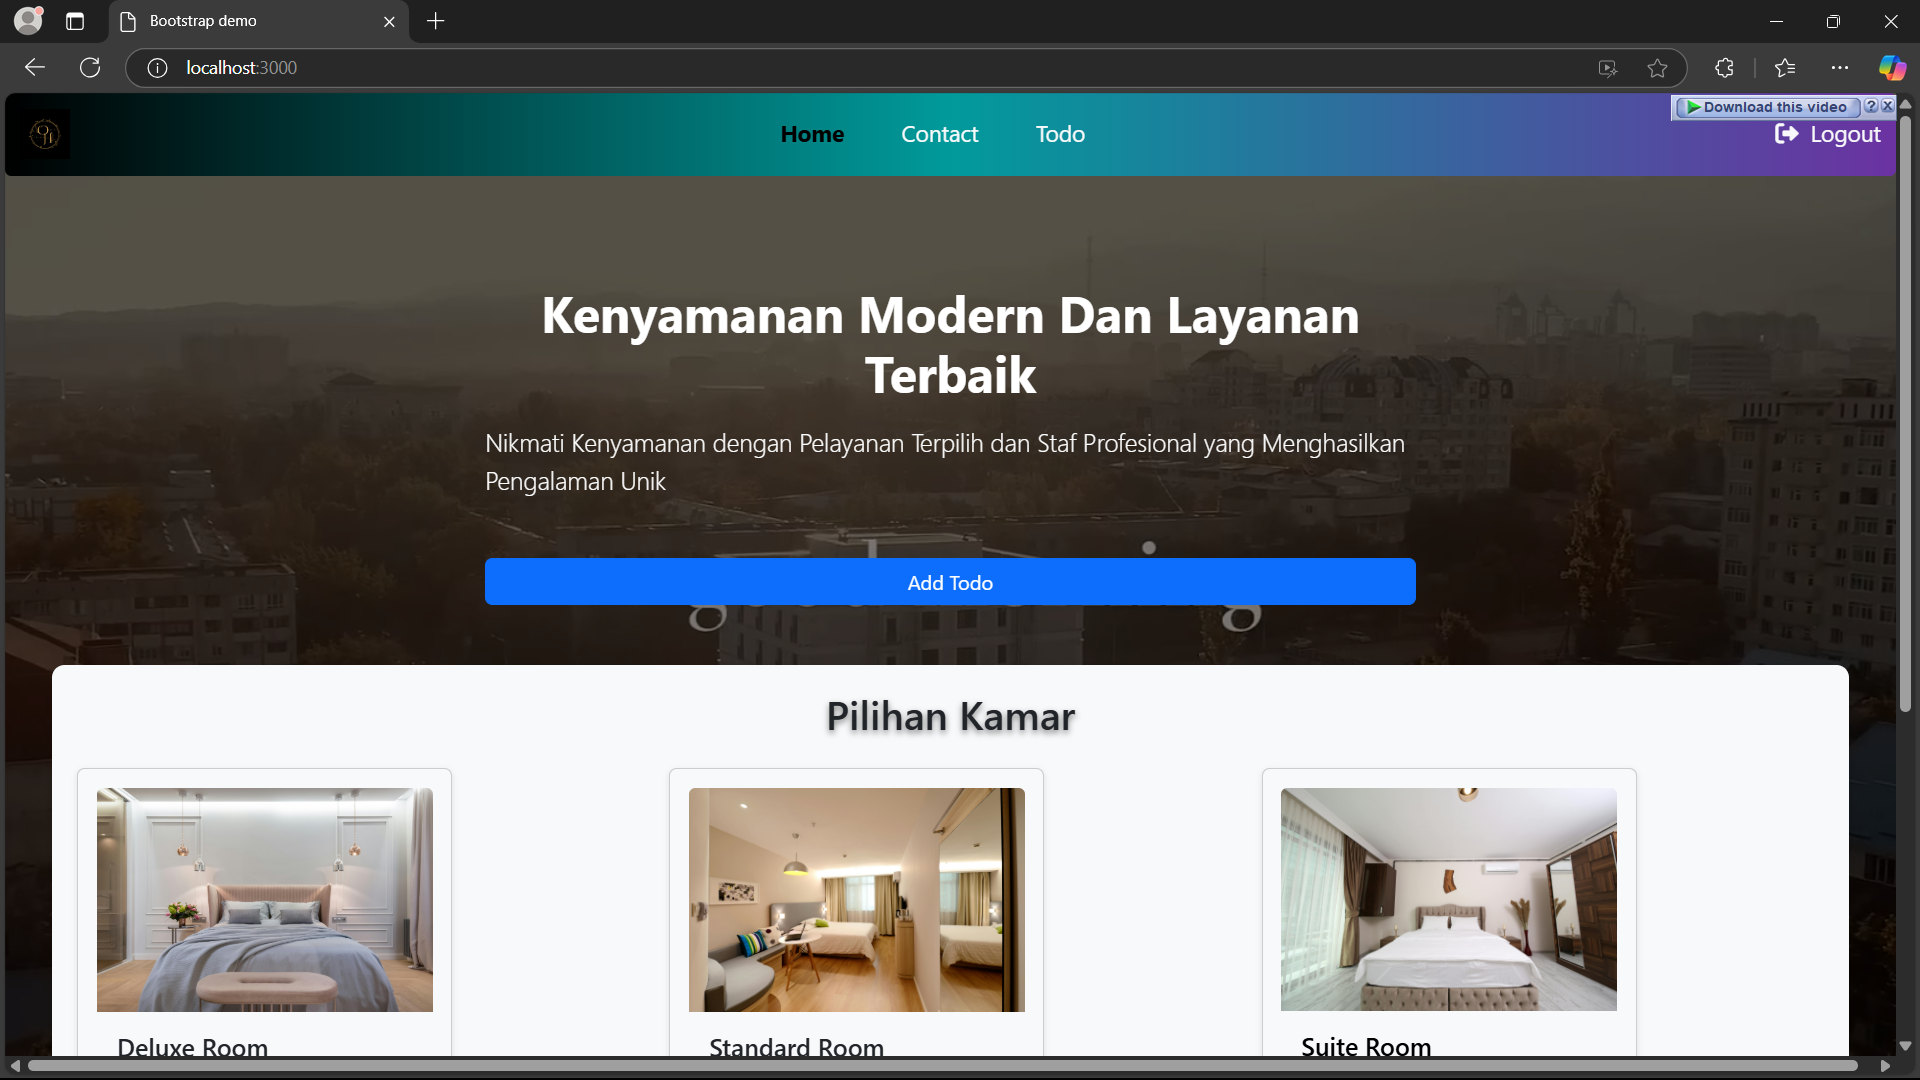 Bootstrap demo
localhost:3000
Download this video
Home
Contact
Todo
Logout
Kenyamanan Modern Dan Layanan
Terbaik
Nikmati Kenyamanan dengan Pelayanan Terpilih dan Staf Profesional yang Menghasilkan
Pengalaman Unik
Add Todo
Pilihan Kamar
Deluxe Room
Standard Room
Suite Room